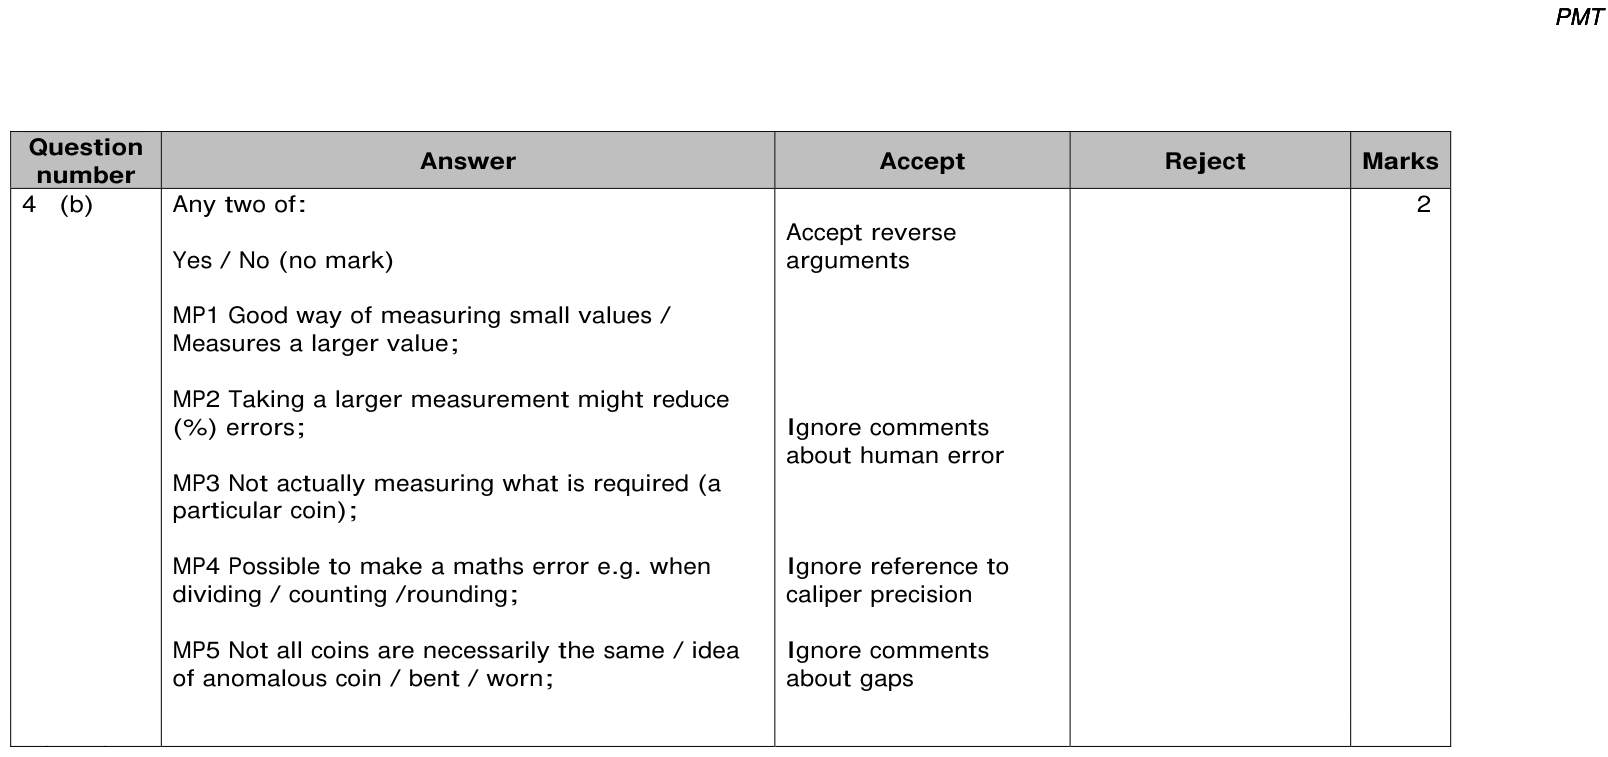 PMT
Question number
Answer
Accept
Reject
Marks
4 (b)
Any two of:
2
Accept reverse
arguments
Yes / No (no mark)
MP1 Good way of measuring small values /
Measures a larger value;
MP2 Taking a larger measurement might reduce
(%) errors;
Ignore comments
about human error
MP3 Not actually measuring what is required (a
particular coin);
MP4 Possible to make a maths error e.g. when
dividing / counting /rounding;
Ignore reference to
caliper precision
MP5 Not all coins are necessarily the same / idea
of anomalous coin / bent / worn;
Ignore comments
about gaps